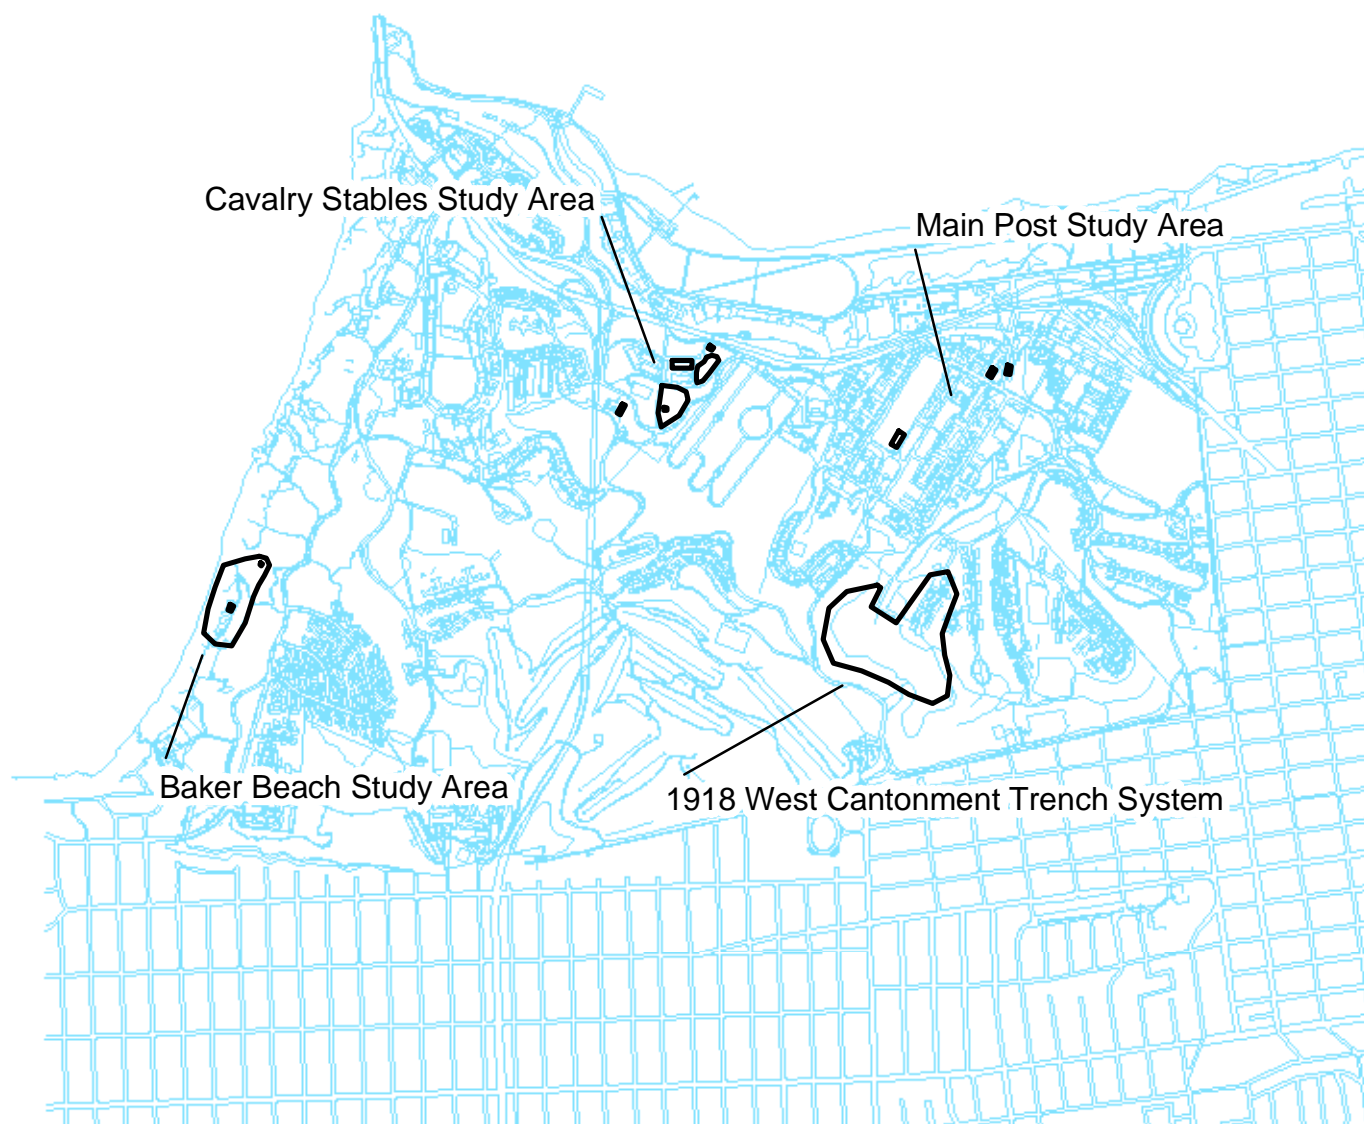 Cavalry Stables Study Area
Main Post Study Area
Baker Beach Study Area
1918 West Cantonment Trench System